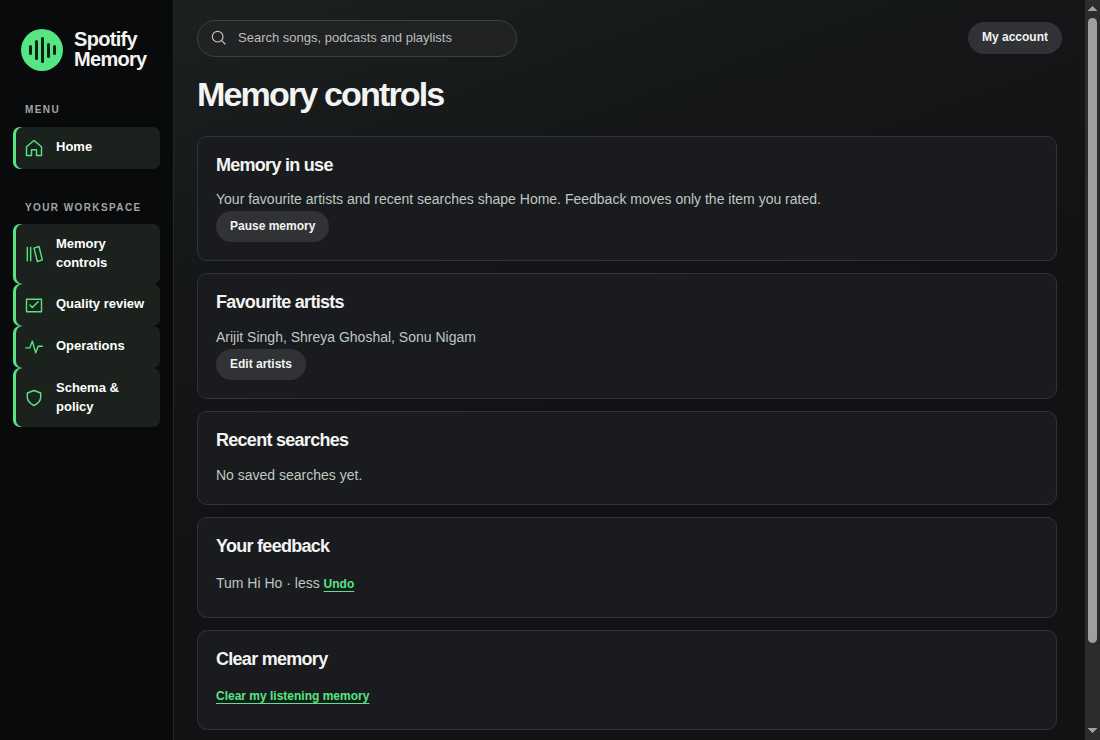 Spotify
Memory
MENU
Home
YOUR WORKSPACE
Memory
controls
Quality review
Operations
Schema &
policy
Search songs, podcasts and playlists
My account
Memory controls
Memory in use
Your favourite artists and recent searches shape Home. Feedback moves only the item you rated.
Pause memory
Favourite artists
Arijit Singh, Shreya Ghoshal, Sonu Nigam
Edit artists
Recent searches
No saved searches yet.
Your feedback
Tum Hi Ho · less Undo
Clear memory
Clear my listening memory